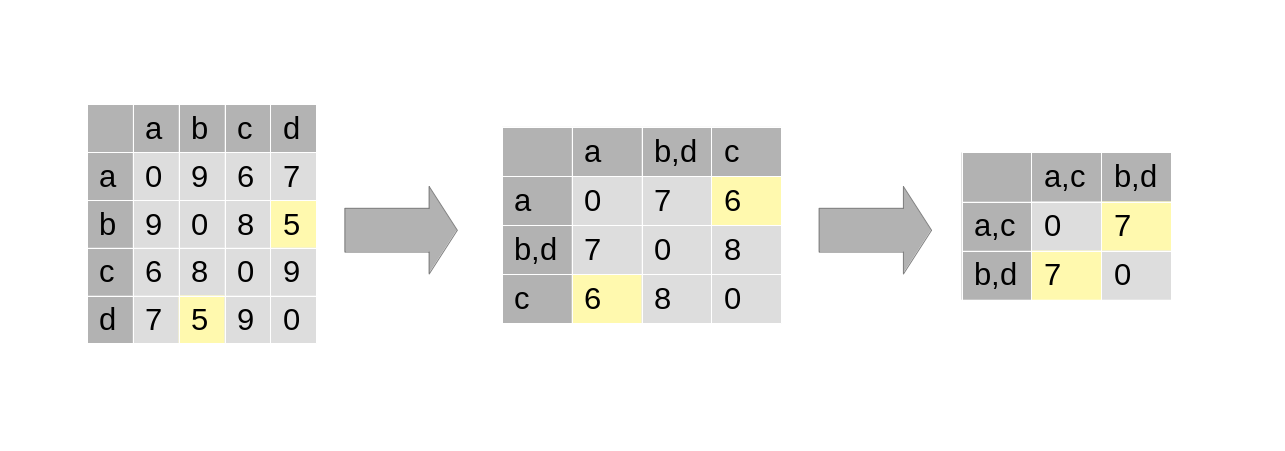 a b c d
a 0 9 6 7
b 9 0 8 5
c 6 8 0 9
d 7 5 9 0
a b,d c
a 0 7 6
b,d 7 0 8
c 6 8 0
a,c b,d
a,c 0 7
b,d 7 0